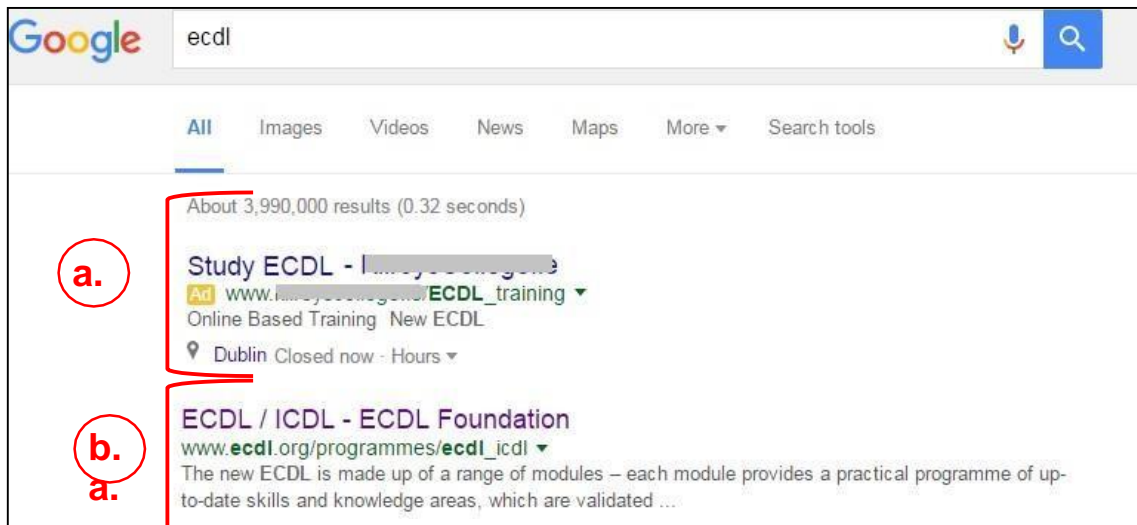 Google ecdl
All Images Videos News Maps More Search tools
About 3,990,000 results (0.32 seconds)
a.
Study ECDL -
Ad www. /ECDL_training
Online Based Training New ECDL
Dublin Closed now · Hours
ECDL / ICDL - ECDL Foundation
b.
www.ecdl.org/programmes/ecdl_icdl
The new ECDL is made up of a range of modules – each module provides a practical programme of up-
a.
to-date skills and knowledge areas, which are validated ...